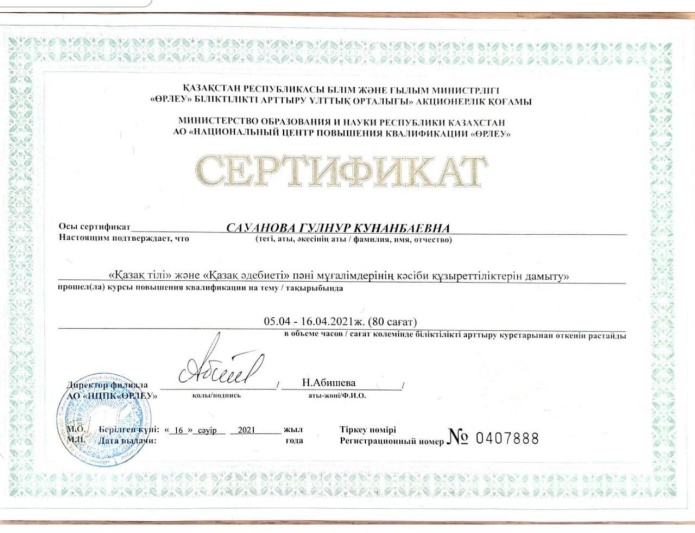 ҚАЗАҚСТАН РЕСПУБЛИКАСЫ БІЛІМ ЖӘНЕ ҒЫЛЫМ МИНИСТРЛІГІ
«ӨРЛЕУ» БІЛІКТІЛІКТІ АРТТЫРУ ҰЛТТЫҚ ОРТАЛЫҒЫ» АКЦИОНЕРЛІК ҚОҒАМЫ
МИНИСТЕРСТВО ОБРАЗОВАНИЯ И НАУКИ РЕСПУБЛИКИ КАЗАХСТАН
АО «НАЦИОНАЛЬНЫЙ ЦЕНТР ПОВЫШЕНИЯ КВАЛИФИКАЦИИ «ӨРЛЕУ»
СЕРТИФИКАТ
Осы сертификат САУАНОВА ГУЛНУР КУНАНБАЕВНА
Настоящим подтверждает, что (тегі, аты, әкесінің аты / фамилия, имя, отчество)
«Қазақ тілі» және «Қазақ әдебиеті» пәні мұғалімдерінің кәсіби құзыреттіліктерін дамыту»
прошел(ла) курсы повышения квалификации на тему / тақырыбында
05.04 - 16.04.2021ж. (80 сағат)
в объеме часов / сағат көлемінде біліктілікті арттыру курстарынан өткенін растайды
Директор филиала / Н.Абишева /
АО «НЦПК«ӨРЛЕУ» қолы/подпись аты-жөні/Ф.И.О.
М.О. Берілген күні: « 16 » сәуір 2021 жыл Тіркеу нөмірі
М.П. Дата выдачи: года Регистрационный номер № 0407888